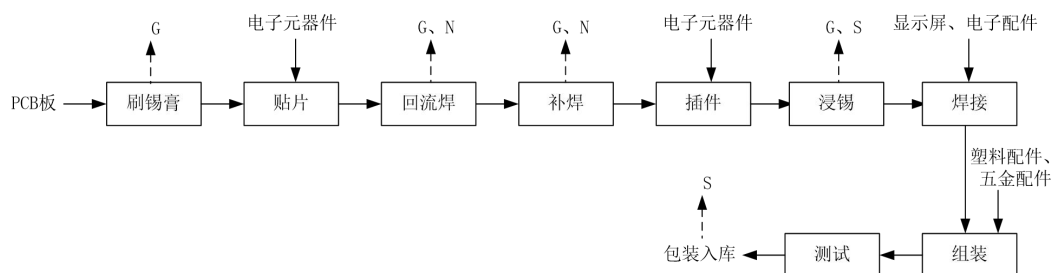 G
电子元器件
G、N
G、N
电子元器件
G、S
显示屏、电子配件
PCB板
刷锡膏
贴片
回流焊
补焊
插件
浸锡
焊接
塑料配件、
五金配件
S
包装入库
测试
组装